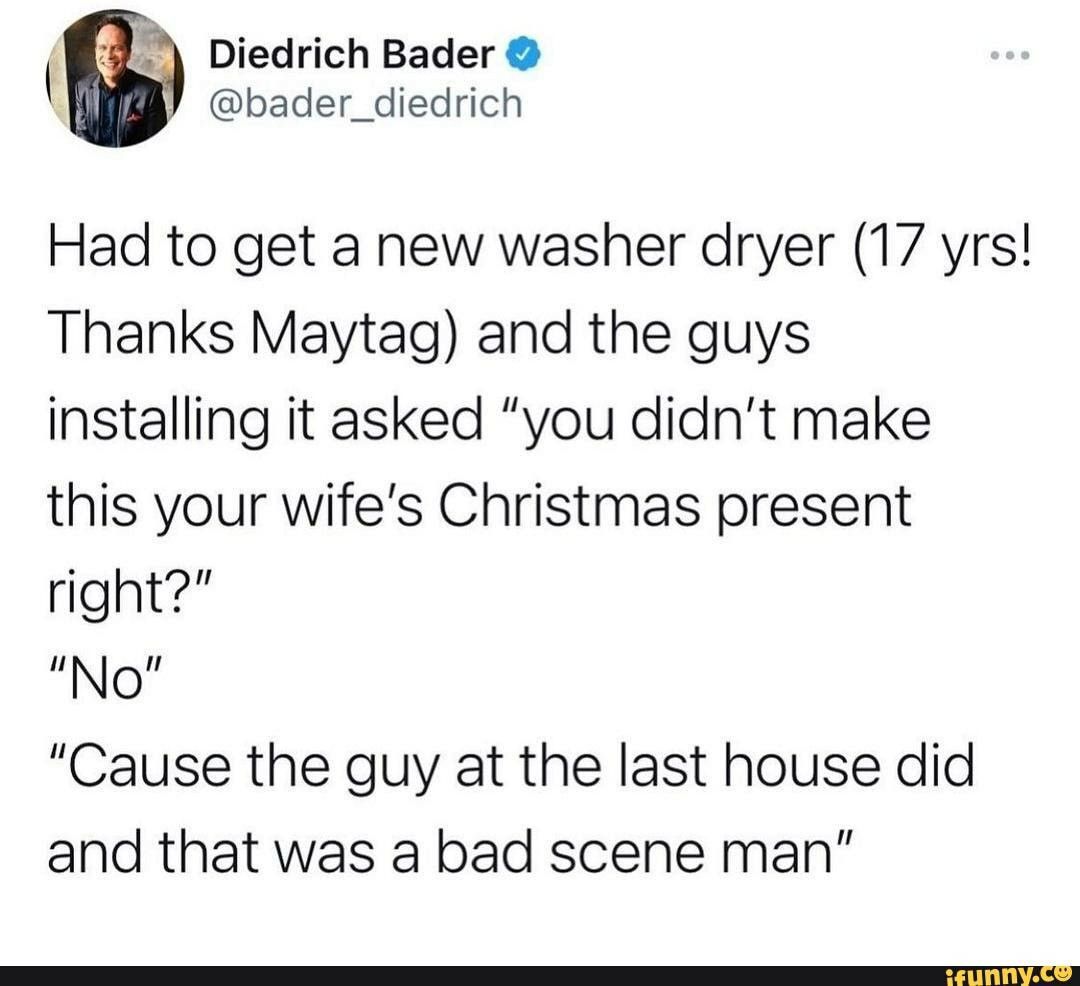 Diedrich Bader
@bader_diedrich
Had to get a new washer dryer (17 yrs!
Thanks Maytag) and the guys
installing it asked "you didn't make
this your wife's Christmas present
right?"
"No"
"Cause the guy at the last house did
and that was a bad scene man"
ifunny.co